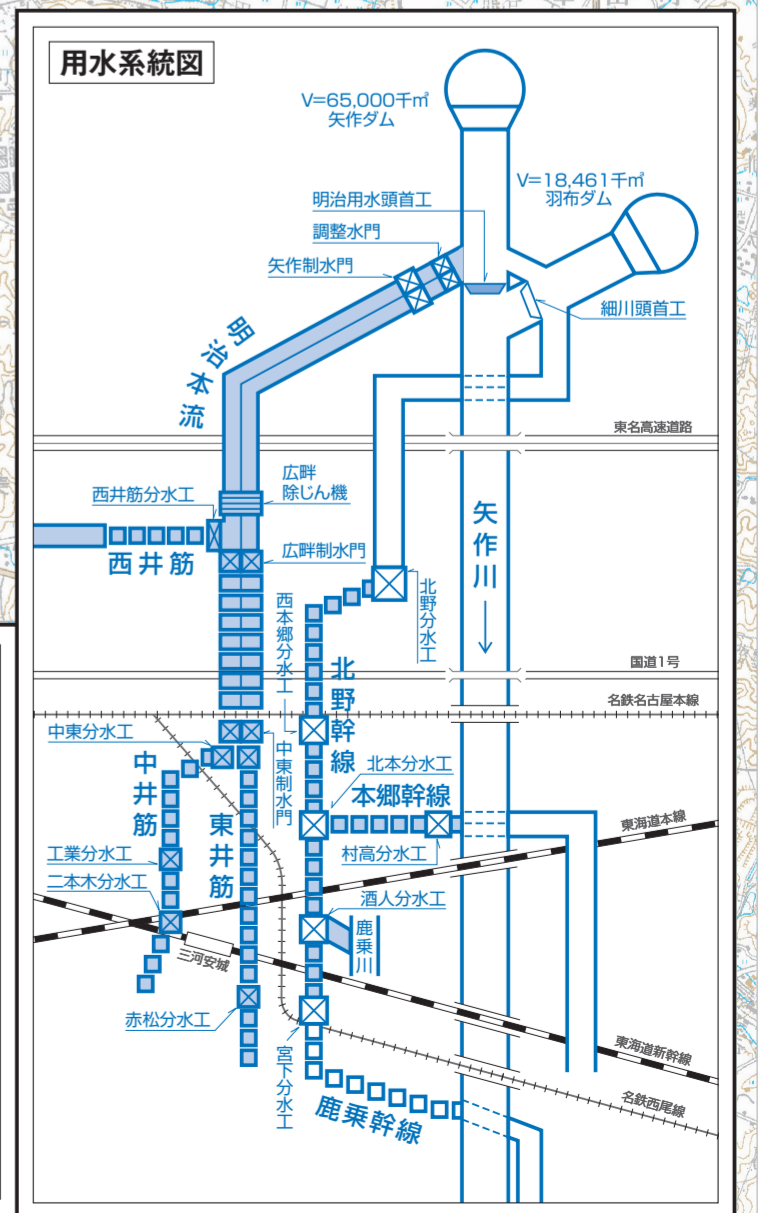 用水系統図
V=65,000千㎥
矢作ダム
V=18,461千㎥
羽布ダム
明治用水頭首工
調整水門
矢作制水門
細川頭首工
明治本流
東名高速道路
広畔
除じん機
西井筋分水工
西井筋
広畔制水門
矢作川
北野分水工
西本郷分水工
北野幹線
国道1号
名鉄名古屋本線
中東分水工
中東制水門
中井筋
東井筋
北本分水工
本郷幹線
村高分水工
東海道本線
工業分水工
二本木分水工
酒人分水工
鹿乗川
三河安城
赤松分水工
宮下分水工
東海道新幹線
名鉄西尾線
鹿乗幹線